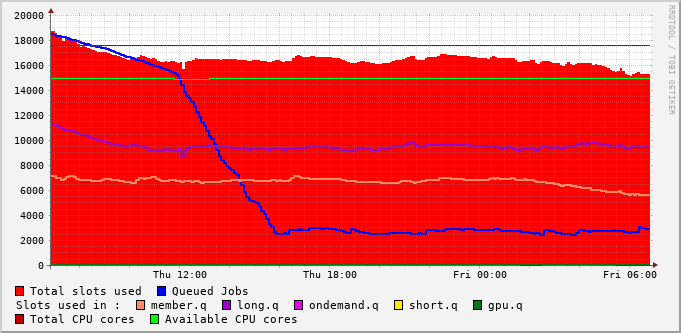 20000
18000
16000
14000
12000
10000
8000
6000
4000
2000
0
Thu 12:00 Thu 18:00 Fri 00:00 Fri 06:00
RRDTOOL / TOBI OETIKER
Total slots used Queued Jobs
Slots used in : member.q long.q ondemand.q short.q gpu.q
Total CPU cores Available CPU cores